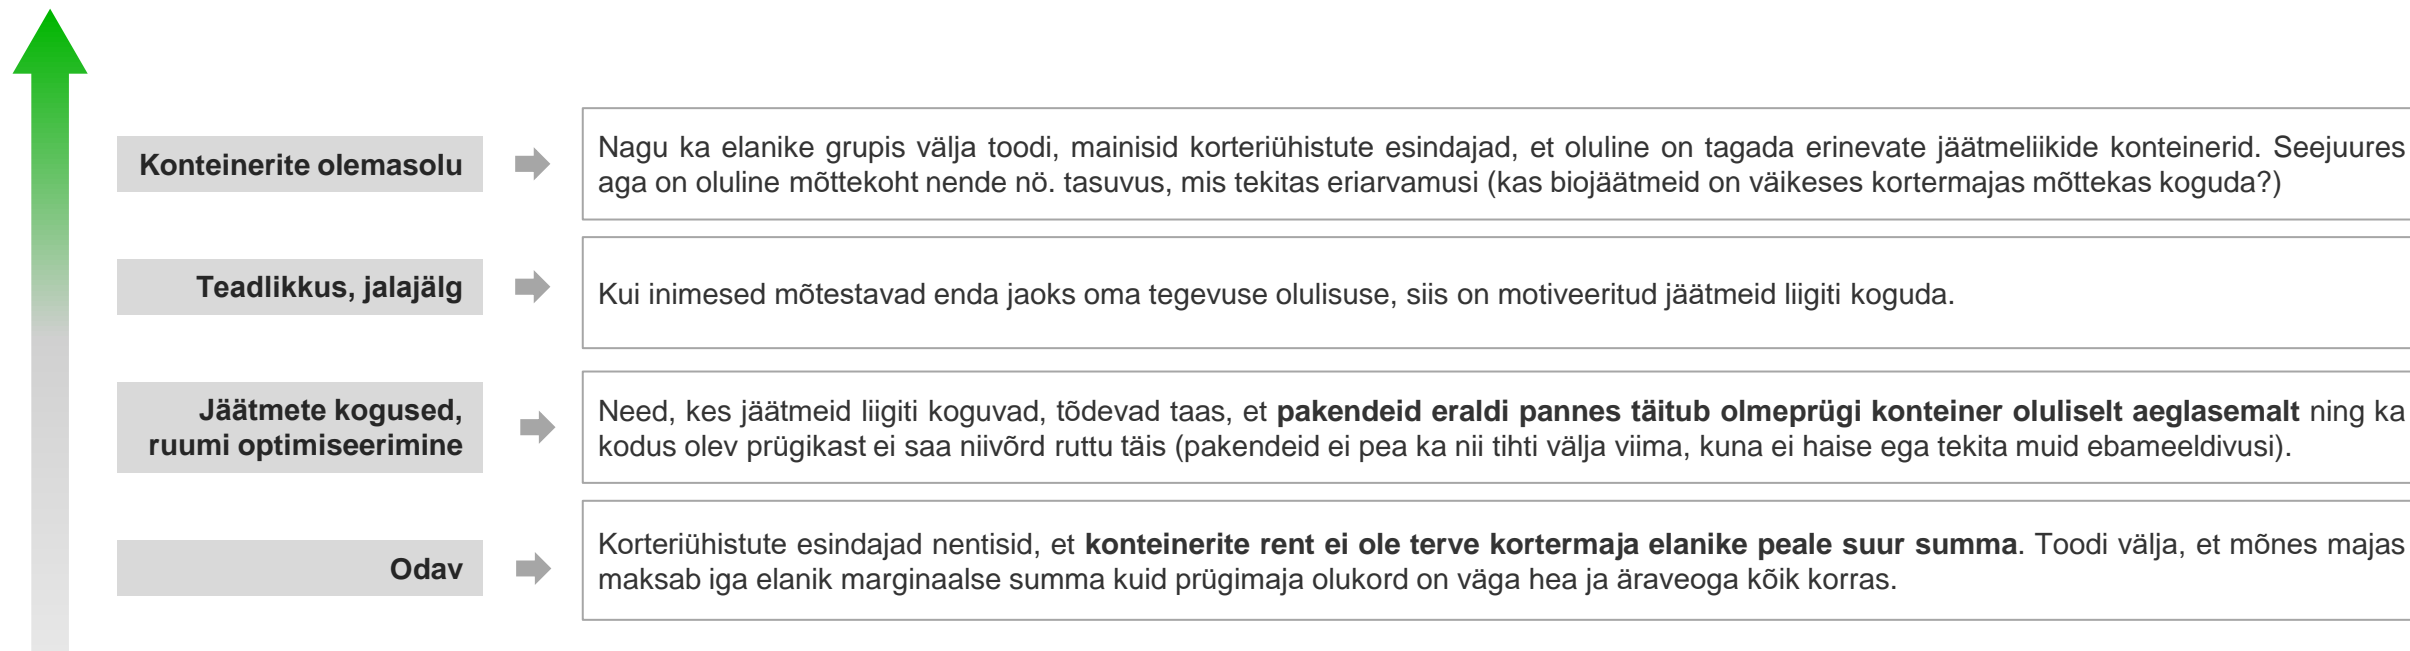 Konteinerite olemasolu
Nagu ka elanike grupis välja toodi, mainisid korteriühistute esindajad, et oluline on tagada erinevate jäätmeliikide konteinerid. Seejuures
aga on oluline mõttekoht nende nö. tasuvus, mis tekitas eriarvamusi (kas biojäätmeid on väikeses kortermajas mõttekas koguda?)
Teadlikkus, jalajälg
Kui inimesed mõtestavad enda jaoks oma tegevuse olulisuse, siis on motiveeritud jäätmeid liigiti koguda.
Jäätmete kogused,
ruumi optimiseerimine
Need, kes jäätmeid liigiti koguvad, tõdevad taas, et pakendeid eraldi pannes täitub olmeprügi konteiner oluliselt aeglasemalt ning ka
kodus olev prügikast ei saa niivõrd ruttu täis (pakendeid ei pea ka nii tihti välja viima, kuna ei haise ega tekita muid ebameeldivusi).
Odav
Korteriühistute esindajad nentisid, et konteinerite rent ei ole terve kortermaja elanike peale suur summa. Toodi välja, et mõnes majas
maksab iga elanik marginaalse summa kuid prügimaja olukord on väga hea ja äraveoga kõik korras.